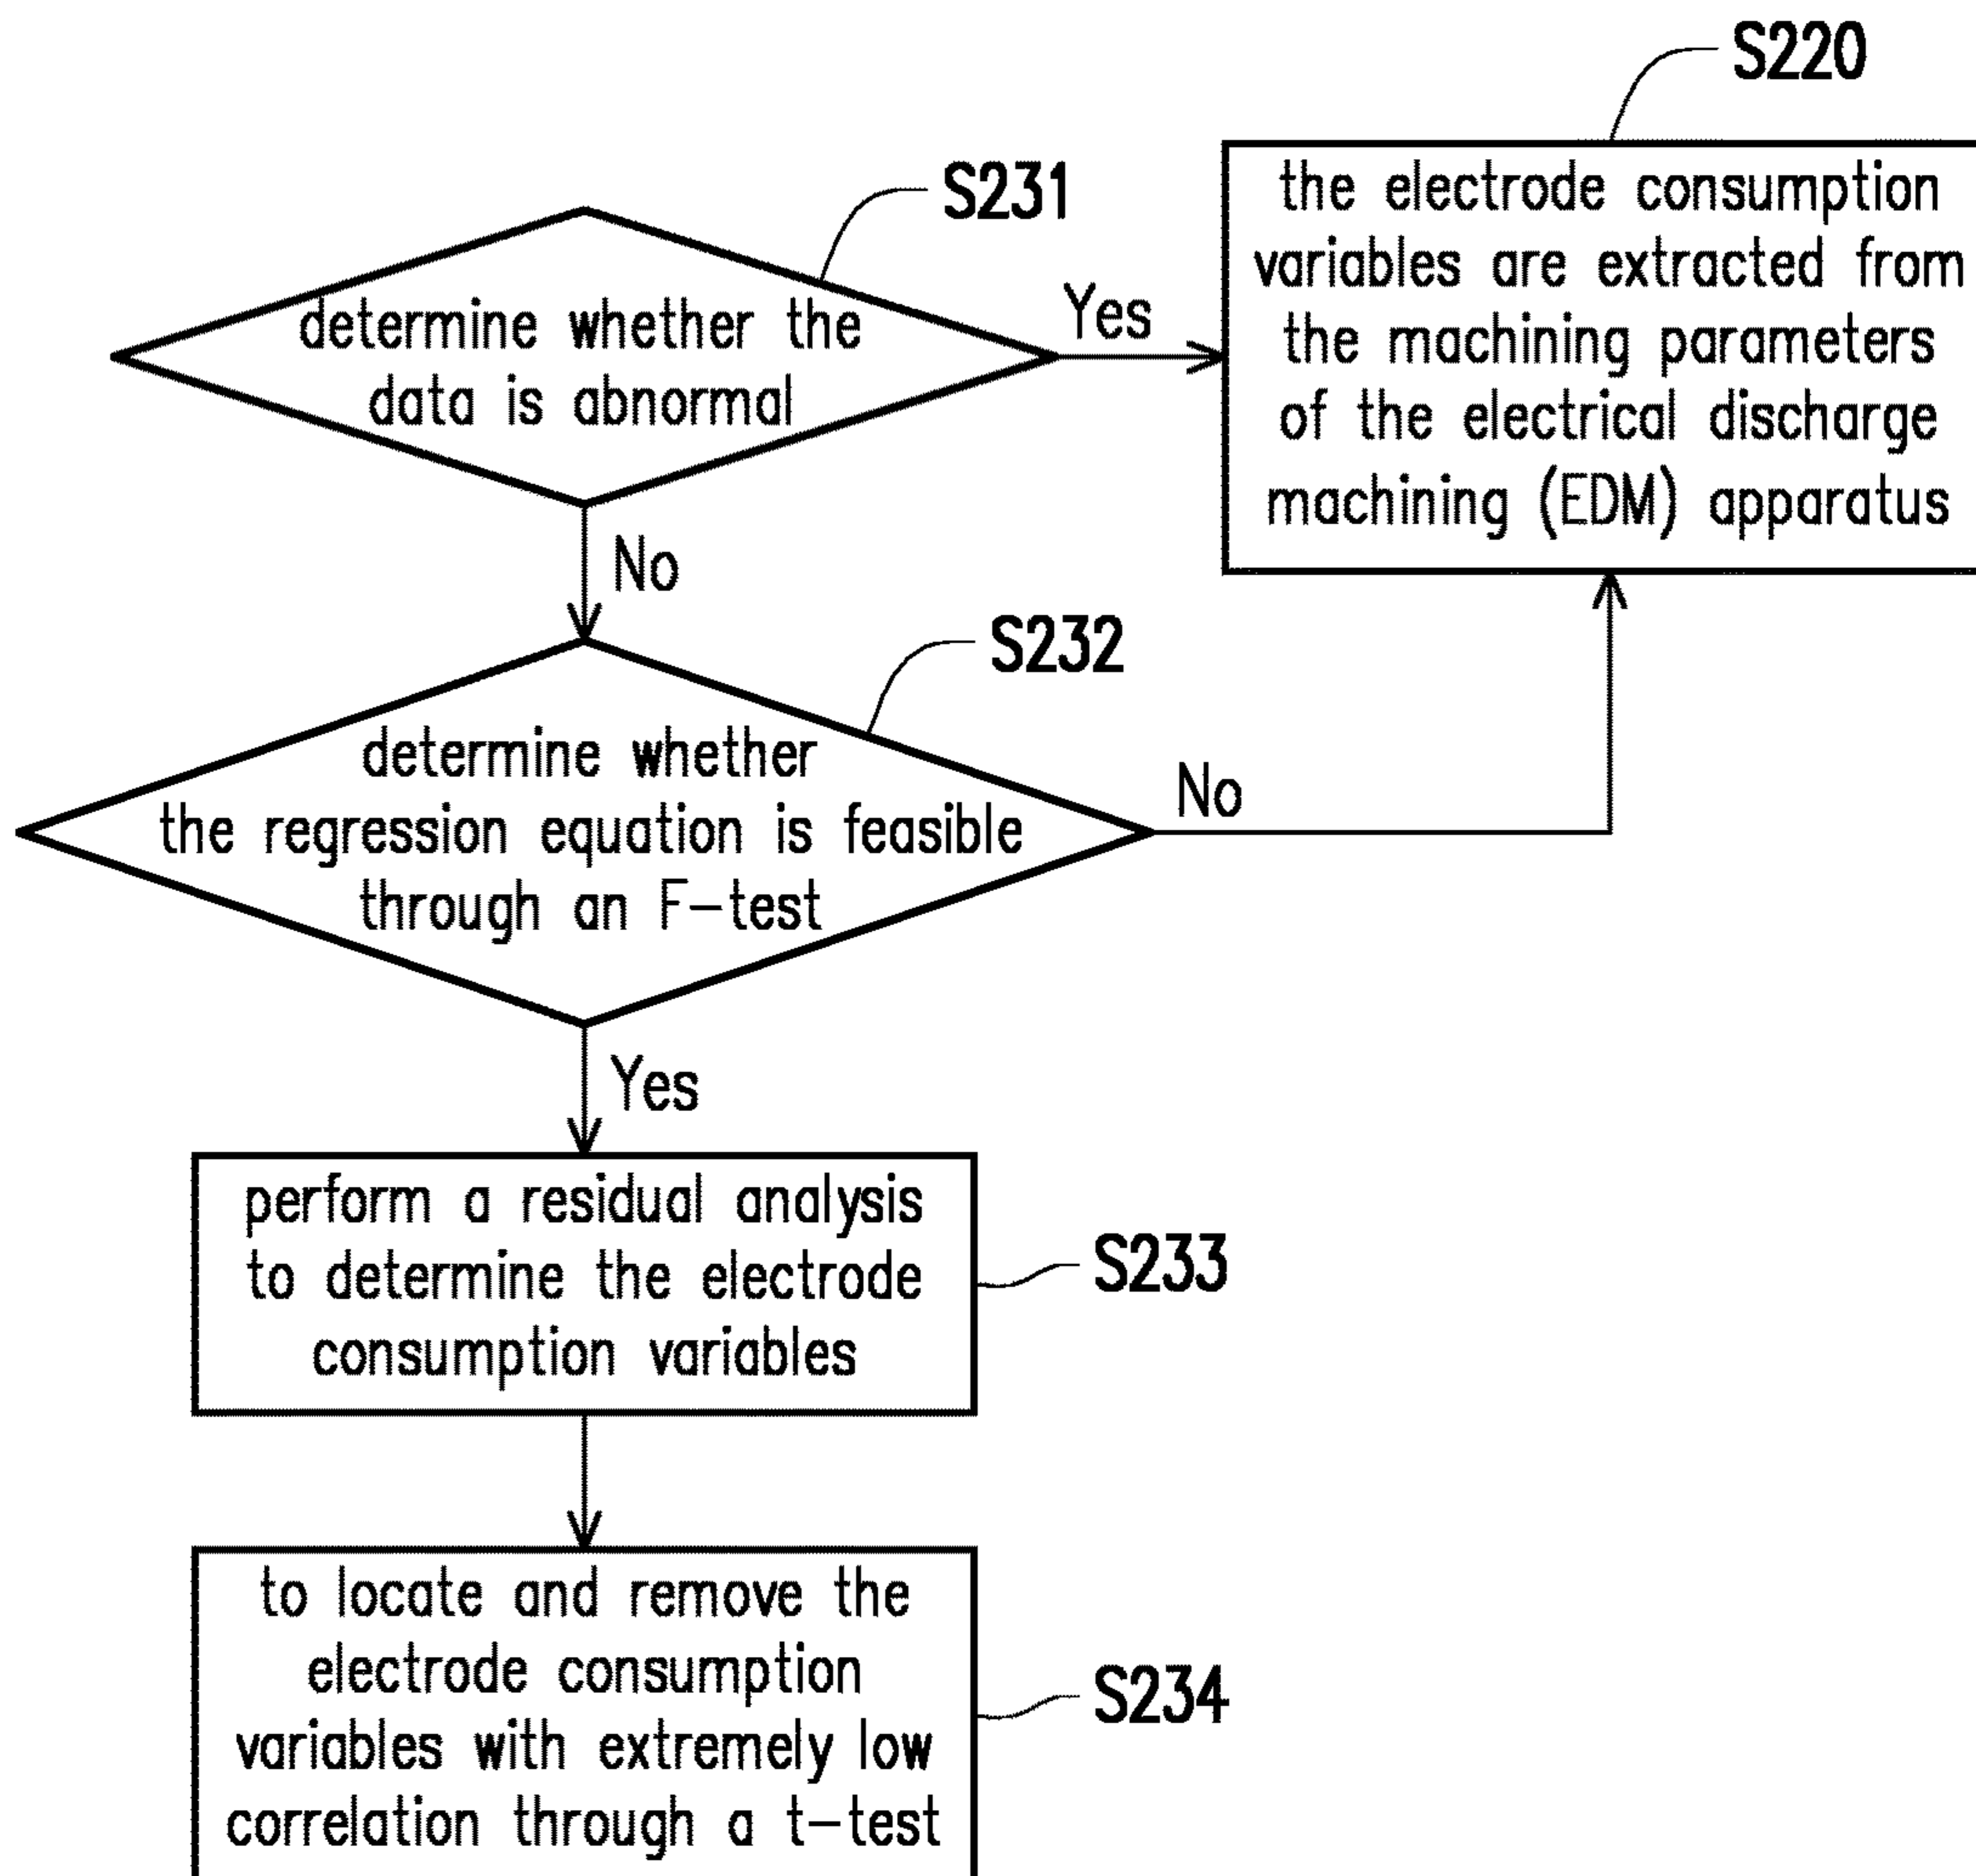 S220
the electrode consumption
variables are extracted from
the machining parameters
of the electrical discharge
machining (EDM) apparatus
S231
determine whether the
data is abnormal
Yes
No
S232
determine whether
the regression equation is feasible
through an F-test
No
Yes
perform a residual analysis
to determine the electrode
consumption variables
S233
to locate and remove the
electrode consumption
variables with extremely low
correlation through a t-test
S234